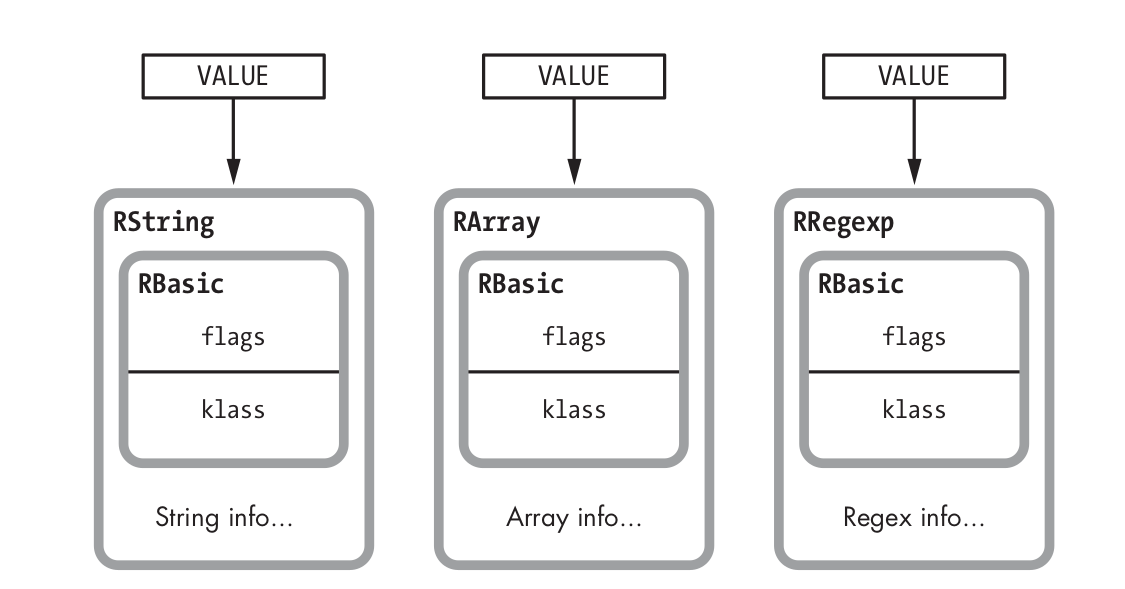 VALUE
VALUE
VALUE
RString
RBasic
flags
klass
String info...
RArray
RBasic
flags
klass
Array info...
RRegexp
RBasic
flags
klass
Regex info...